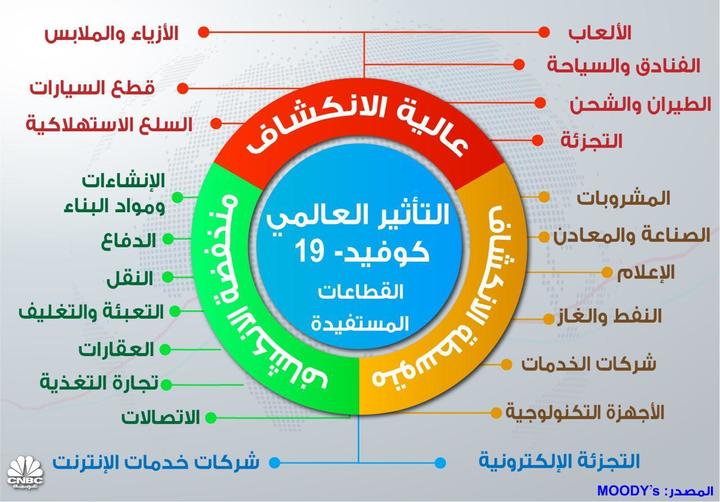 الألعاب
الأزياء والملابس
الفنادق والسياحة
قطع السيارات
الطيران والشحن
السلع الاستهلاكية
التجزئة
عالية الانكشاف
المشروبات
الصناعة والمعادن
الإعلام
النفط والغاز
شركات الخدمات
الأجهزة التكنولوجية
متوسطة الانكشاف
التأثير العالمي
كوفيد- 19
القطاعات
المستفيدة
منخفضة الانكشاف
الإنشاءات
ومواد البناء
الدفاع
النقل
التعبئة والتغليف
العقارات
تجارة التغذية
الاتصالات
التجزئة الإلكترونية
شركات خدمات الإنترنت
المصدر: MOODY`s
CNBC
عربية